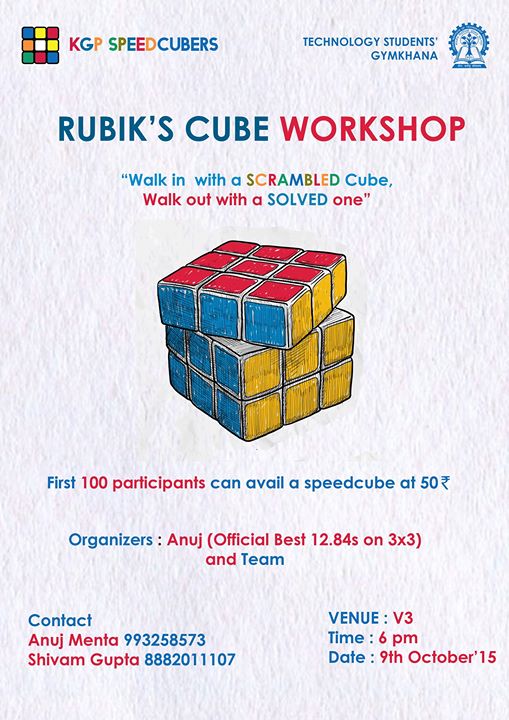 KGP SPEEDCUBERS
TECHNOLOGY STUDENTS'
GYMKHANA
RUBIK'S CUBE WORKSHOP
“Walk in with a SCRAMBLED Cube,
Walk out with a SOLVED one”
First 100 participants can avail a speedcube at 50₹
Organizers : Anuj (Official Best 12.84s on 3x3)
and Team
Contact
Anuj Menta 993258573
Shivam Gupta 8882011107
VENUE : V3
Time : 6 pm
Date : 9th October'15